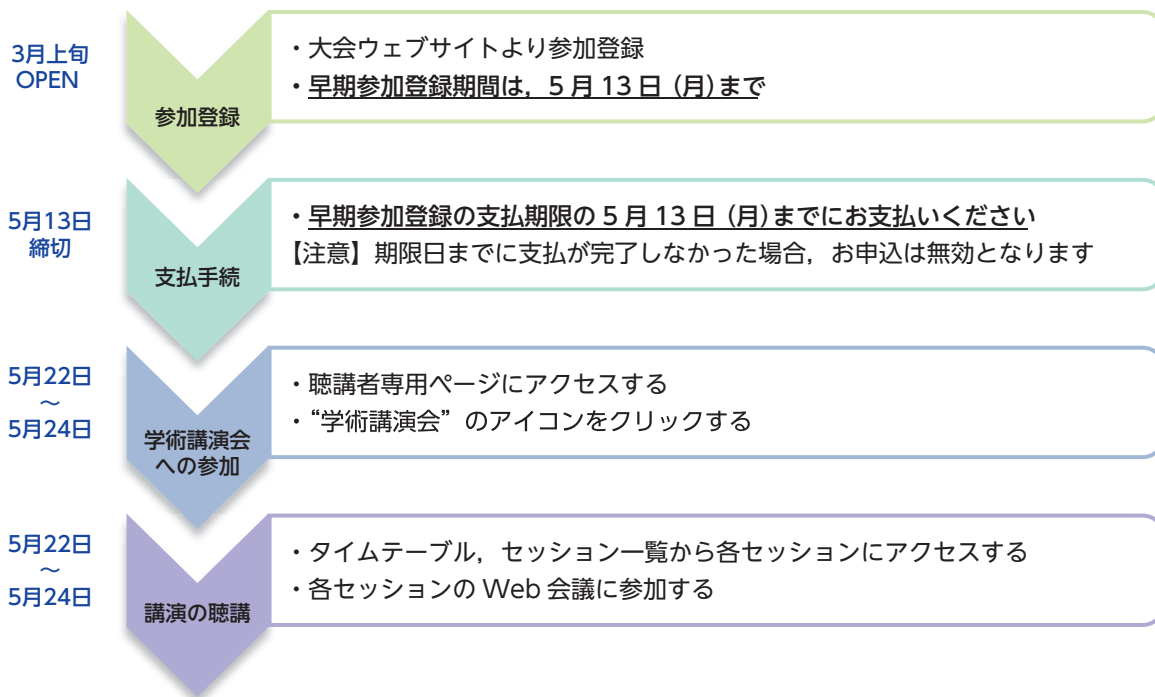 3月上旬
OPEN
参加登録
・大会ウェブサイトより参加登録
・早期参加登録期間は，5 月 13 日 (月)まで
5月13日
締切
支払手続
・早期参加登録の支払期限の 5 月 13 日 (月)までにお支払いください
【注意】期限日までに支払が完了しなかった場合，お申込は無効となります
5月22日
～
5月24日
学術講演会
への参加
・聴講者専用ページにアクセスする
・“学術講演会”のアイコンをクリックする
5月22日
～
5月24日
講演の聴講
・タイムテーブル，セッション一覧から各セッションにアクセスする
・各セッションの Web 会議に参加する